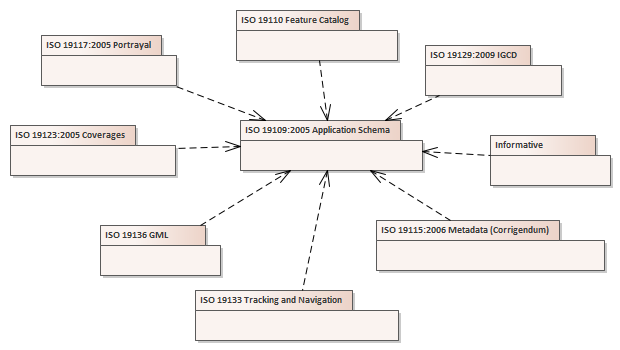 ISO 19110 Feature Catalog
ISO 19117:2005 Portrayal
ISO 19129:2009 IGCD
ISO 19109:2005 Application Schema
ISO 19123:2005 Coverages
Informative
ISO 19136 GML
ISO 19115:2006 Metadata (Corrigendum)
ISO 19133 Tracking and Navigation